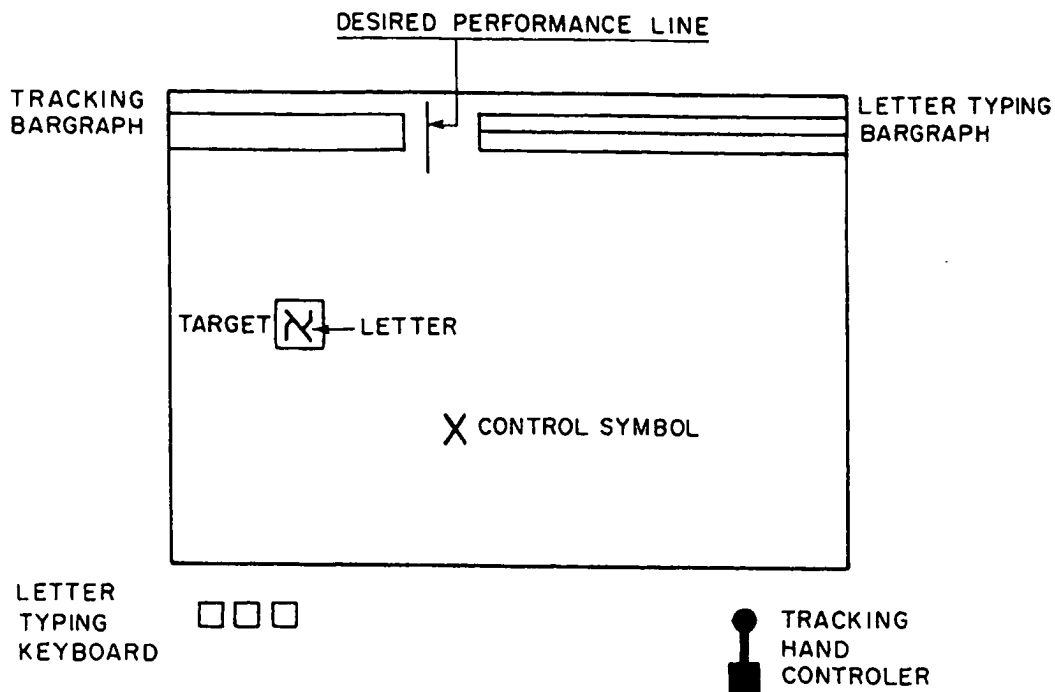 DESIRED PERFORMANCE LINE
TRACKING
BARGRAPH
LETTER TYPING
BARGRAPH
TARGET
א
LETTER
X
CONTROL SYMBOL
LETTER
TYPING
KEYBOARD
TRACKING
HAND
CONTROLER